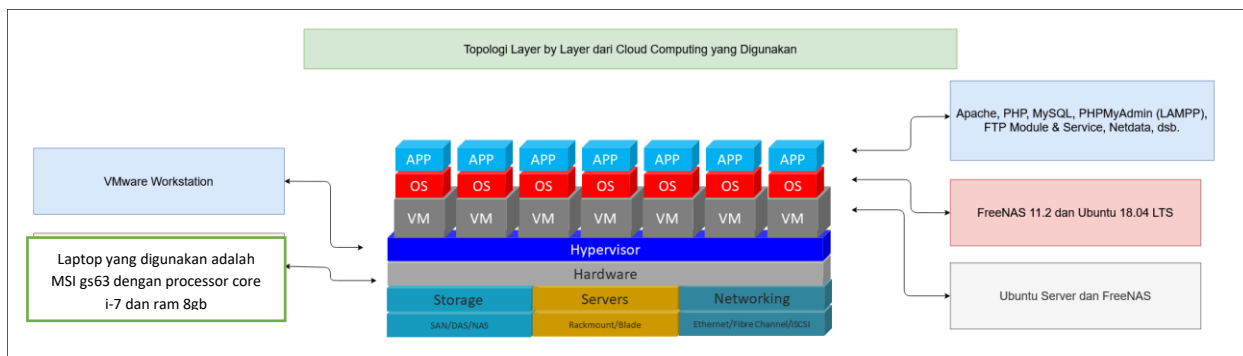 Topologi Layer by Layer dari Cloud Computing yang Digunakan
Apache, PHP, MySQL, PHPMyAdmin (LAMPP),
FTP Module & Service, Netdata, dsb.
VMware Workstation
APP APP APP APP APP APP APP
OS OS OS OS OS OS OS
VM VM VM VM VM VM VM
FreeNAS 11.2 dan Ubuntu 18.04 LTS
Hypervisor
Laptop yang digunakan adalah
MSI gs63 dengan processor core
i-7 dan ram 8gb
Hardware
Storage Servers Networking
SAN/DAS/NAS Rackmount/Blade Ethernet/Fibre Channel/iSCSI
Ubuntu Server dan FreeNAS